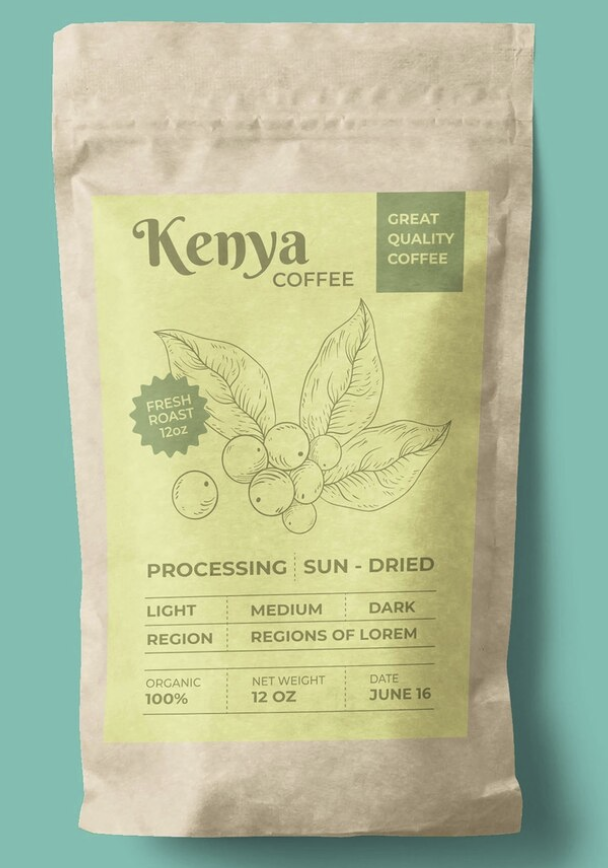 Kenya
COFFEE
GREAT
QUALITY
COFFEE
FRESH
ROAST
12oz
PROCESSING SUN - DRIED
LIGHT MEDIUM DARK
REGION REGIONS OF LOREM
ORGANIC NET WEIGHT DATE
100% 12 OZ JUNE 16